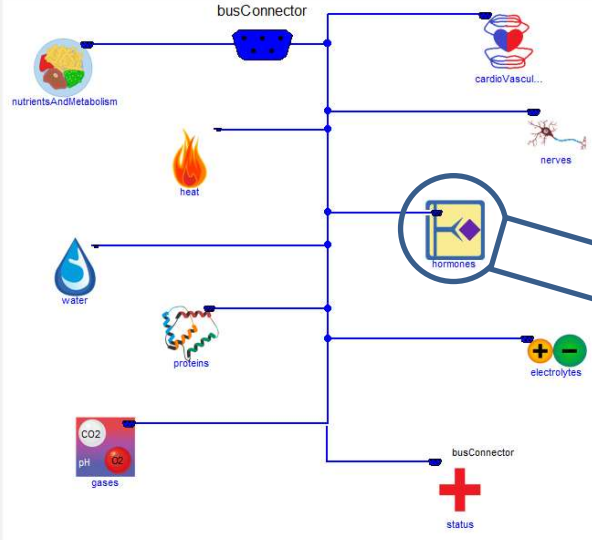 busConnector
nutrientsAndMetabolism
cardioVascul...
nerves
heat
hormones
water
proteins
+ −
electrolytes
CO2
pH O2
gases
busConnector
status